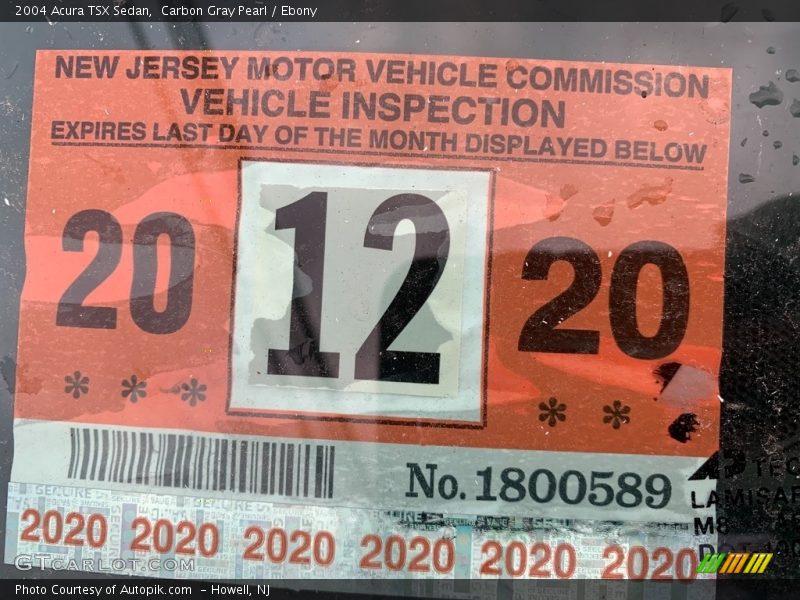 2004 Acura TSX Sedan, Carbon Gray Pearl / Ebony
NEW JERSEY MOTOR VEHICLE COMMISSION
VEHICLE INSPECTION
EXPIRES LAST DAY OF THE MONTH DISPLAYED BELOW
20 12 20
* * * * *
No. 1800589
2020 2020 2020 2020 2020 2020
GTCARLOT.COM
Photo Courtesy of Autopik.com - Howell, NJ